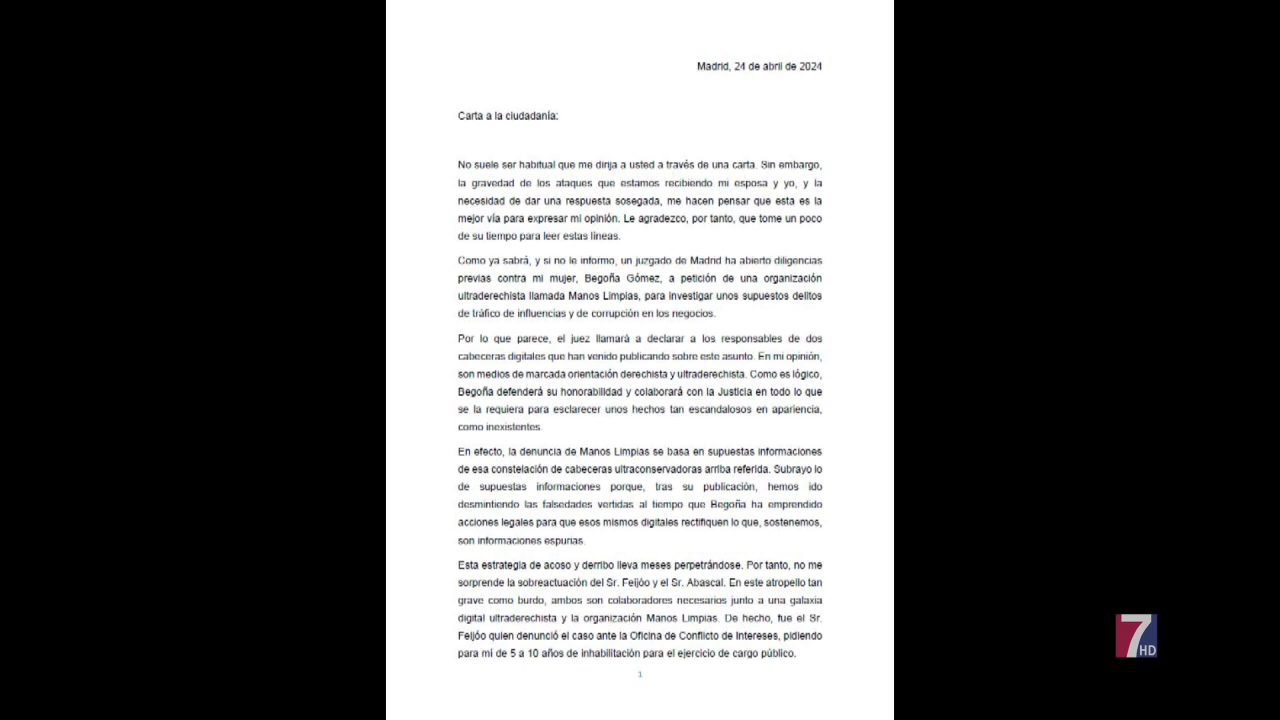 Madrid, 24 de abril de 2024
Carta a la ciudadanía:
No suele ser habitual que me dirija a usted a través de una carta. Sin embargo,
la gravedad de los ataques que estamos recibiendo mi esposa y yo, y la
necesidad de dar una respuesta sosegada, me hacen pensar que esta es la
mejor vía para expresar mi opinión. Le agradezco, por tanto, que tome un poco
de su tiempo para leer estas líneas.
Como ya sabrá, y si no le informo, un juzgado de Madrid ha abierto diligencias
previas contra mi mujer, Begoña Gómez, a petición de una organización
ultraderechista llamada Manos Limpias, para investigar unos supuestos delitos
de tráfico de influencias y de corrupción en los negocios.
Por lo que parece, el juez llamará a declarar a los responsables de dos
cabeceras digitales que han venido publicando sobre este asunto. En mi opinión,
son medios de marcada orientación derechista y ultraderechista. Como es lógico,
Begoña defenderá su honorabilidad y colaborará con la Justicia en todo lo que
se la requiera para esclarecer unos hechos tan escandalosos en apariencia,
como inexistentes.
En efecto, la denuncia de Manos Limpias se basa en supuestas informaciones
de esa constelación de cabeceras ultraconservadoras arriba referida. Subrayo lo
de supuestas informaciones porque, tras su publicación, hemos ido
desmintiendo las falsedades vertidas al tiempo que Begoña ha emprendido
acciones legales para que esos mismos digitales rectifiquen lo que, sostenemos,
son informaciones espurias.
Esta estrategia de acoso y derribo lleva meses perpetrándose. Por tanto, no me
sorprende la sobreactuación del Sr. Feijóo y el Sr. Abascal. En este atropello tan
grave como burdo, ambos son colaboradores necesarios junto a una galaxia
digital ultraderechista y la organización Manos Limpias. De hecho, fue el Sr.
Feijóo quien denunció el caso ante la Oficina de Conflicto de Intereses, pidiendo
para mí de 5 a 10 años de inhabilitación para el ejercicio de cargo público.
1
7
HD